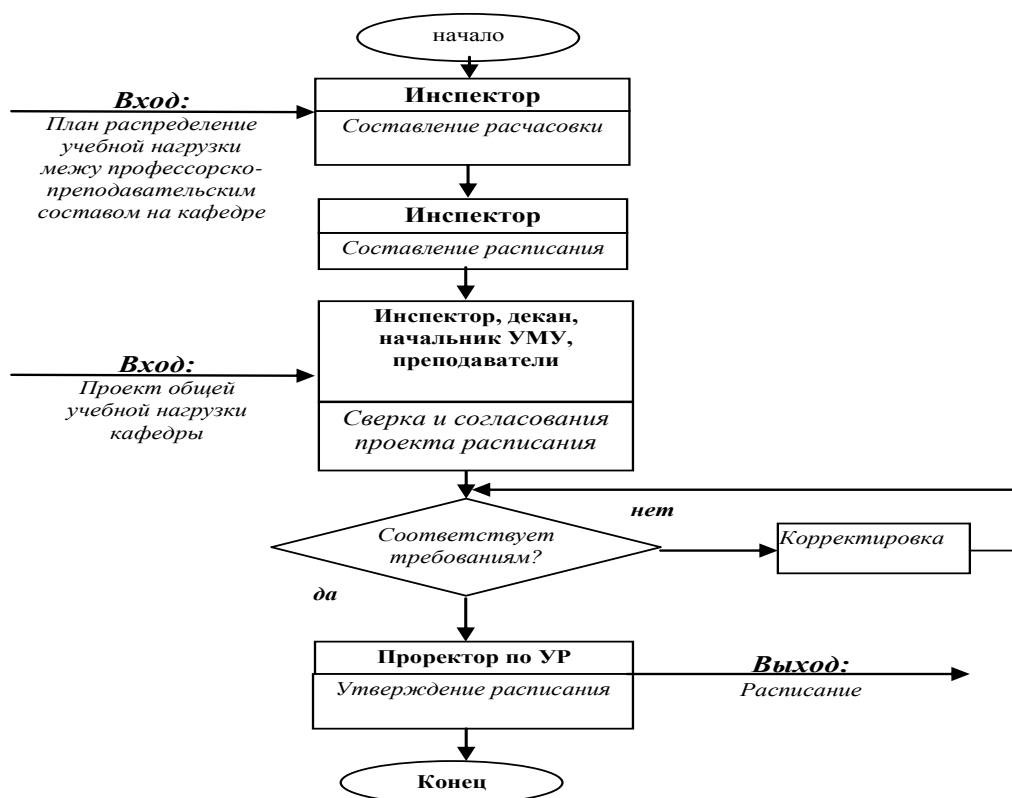 начало
Вход:
План распределение
учебной нагрузки
межу профессорско-
преподавательским
составом на кафедре
Инспектор
Составление расчасовки
Инспектор
Составление расписания
Инспектор, декан,
начальник УМУ,
преподаватели
Вход:
Проект общей
учебной нагрузки
кафедры
Сверка и согласования
проекта расписания
Соответствует
требованиям?
нет
Корректировка
да
Проректор по УР
Утверждение расписания
Выход:
Расписание
Конец